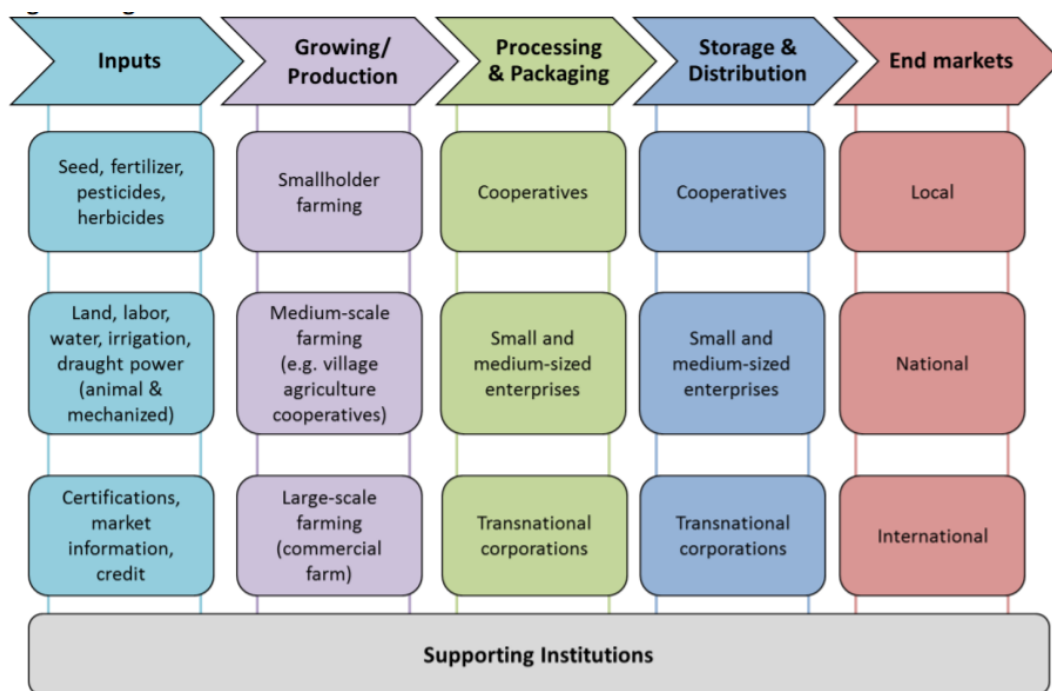 Inputs
Growing/
Production
Processing
& Packaging
Storage &
Distribution
End markets
Seed, fertilizer,
pesticides,
herbicides
Smallholder
farming
Cooperatives
Cooperatives
Local
Land, labor,
water, irrigation,
draught power
(animal &
mechanized)
Medium-scale
farming
(e.g. village
agriculture
cooperatives)
Small and
medium-sized
enterprises
Small and
medium-sized
enterprises
National
Certifications,
market
information,
credit
Large-scale
farming
(commercial
farm)
Transnational
corporations
Transnational
corporations
International
Supporting Institutions